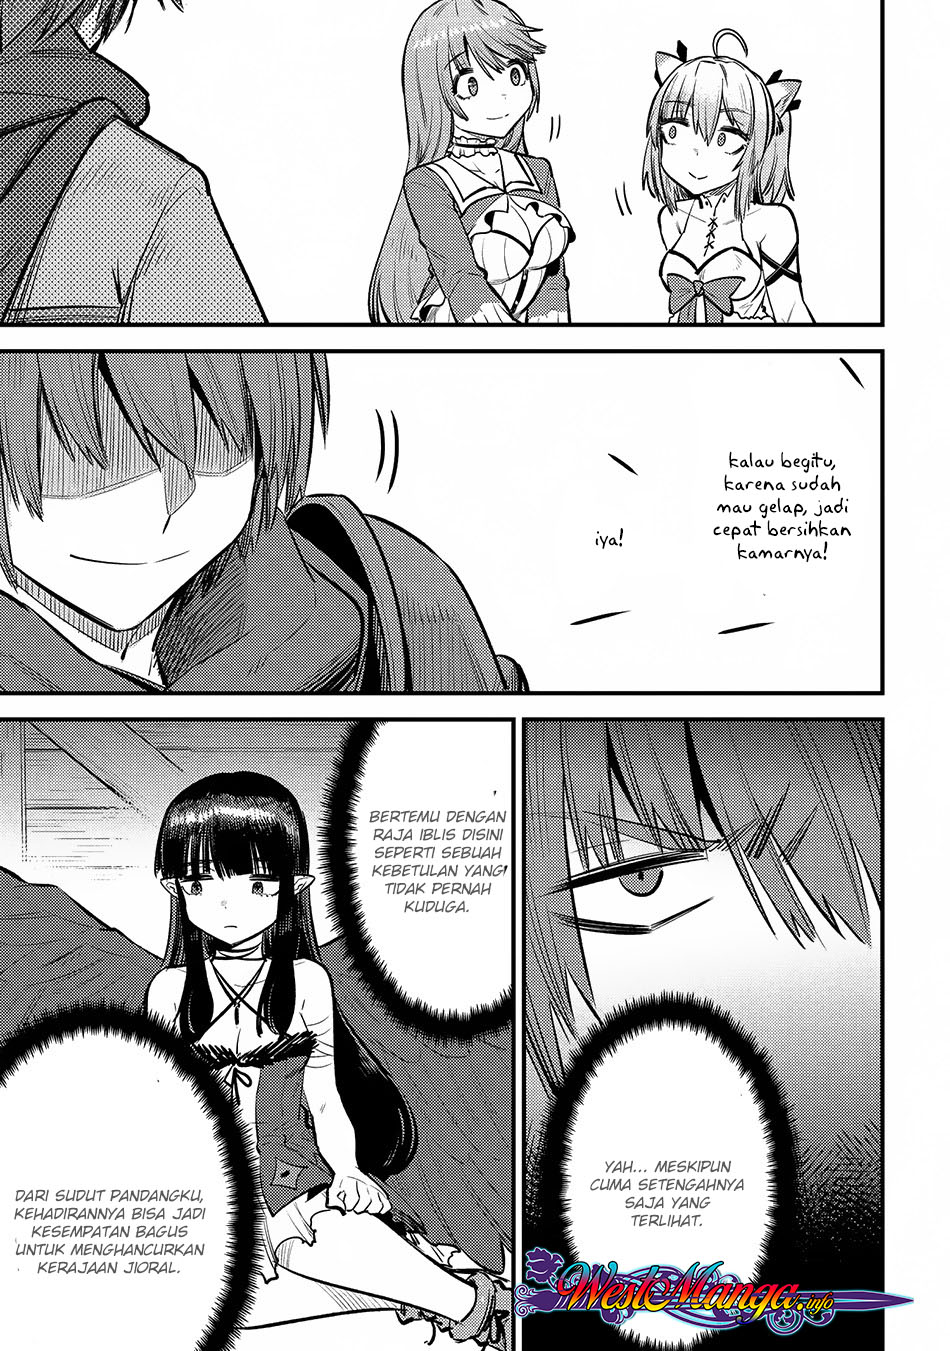 kalau begitu,
karena sudah
mau gelap, jadi
cepat bersihkan
kamarnya!
iya!
YAH... MESKIPUN
CUMA SETENGAHNYA
SAJA YANG
TERLIHAT.
BERTEMU DENGAN
RAJA IBLIS DISINI
SEPERTI SEBUAH
KEBETULAN YANG
TIDAK PERNAH
KUDUGA.
DARI SUDUT PANDANGKU,
KEHADIRANNYA BISA JADI
KESEMPATAN BAGUS
UNTUK MENGHANCURKAN
KERAJAAN JIORAL.
WestManga.info